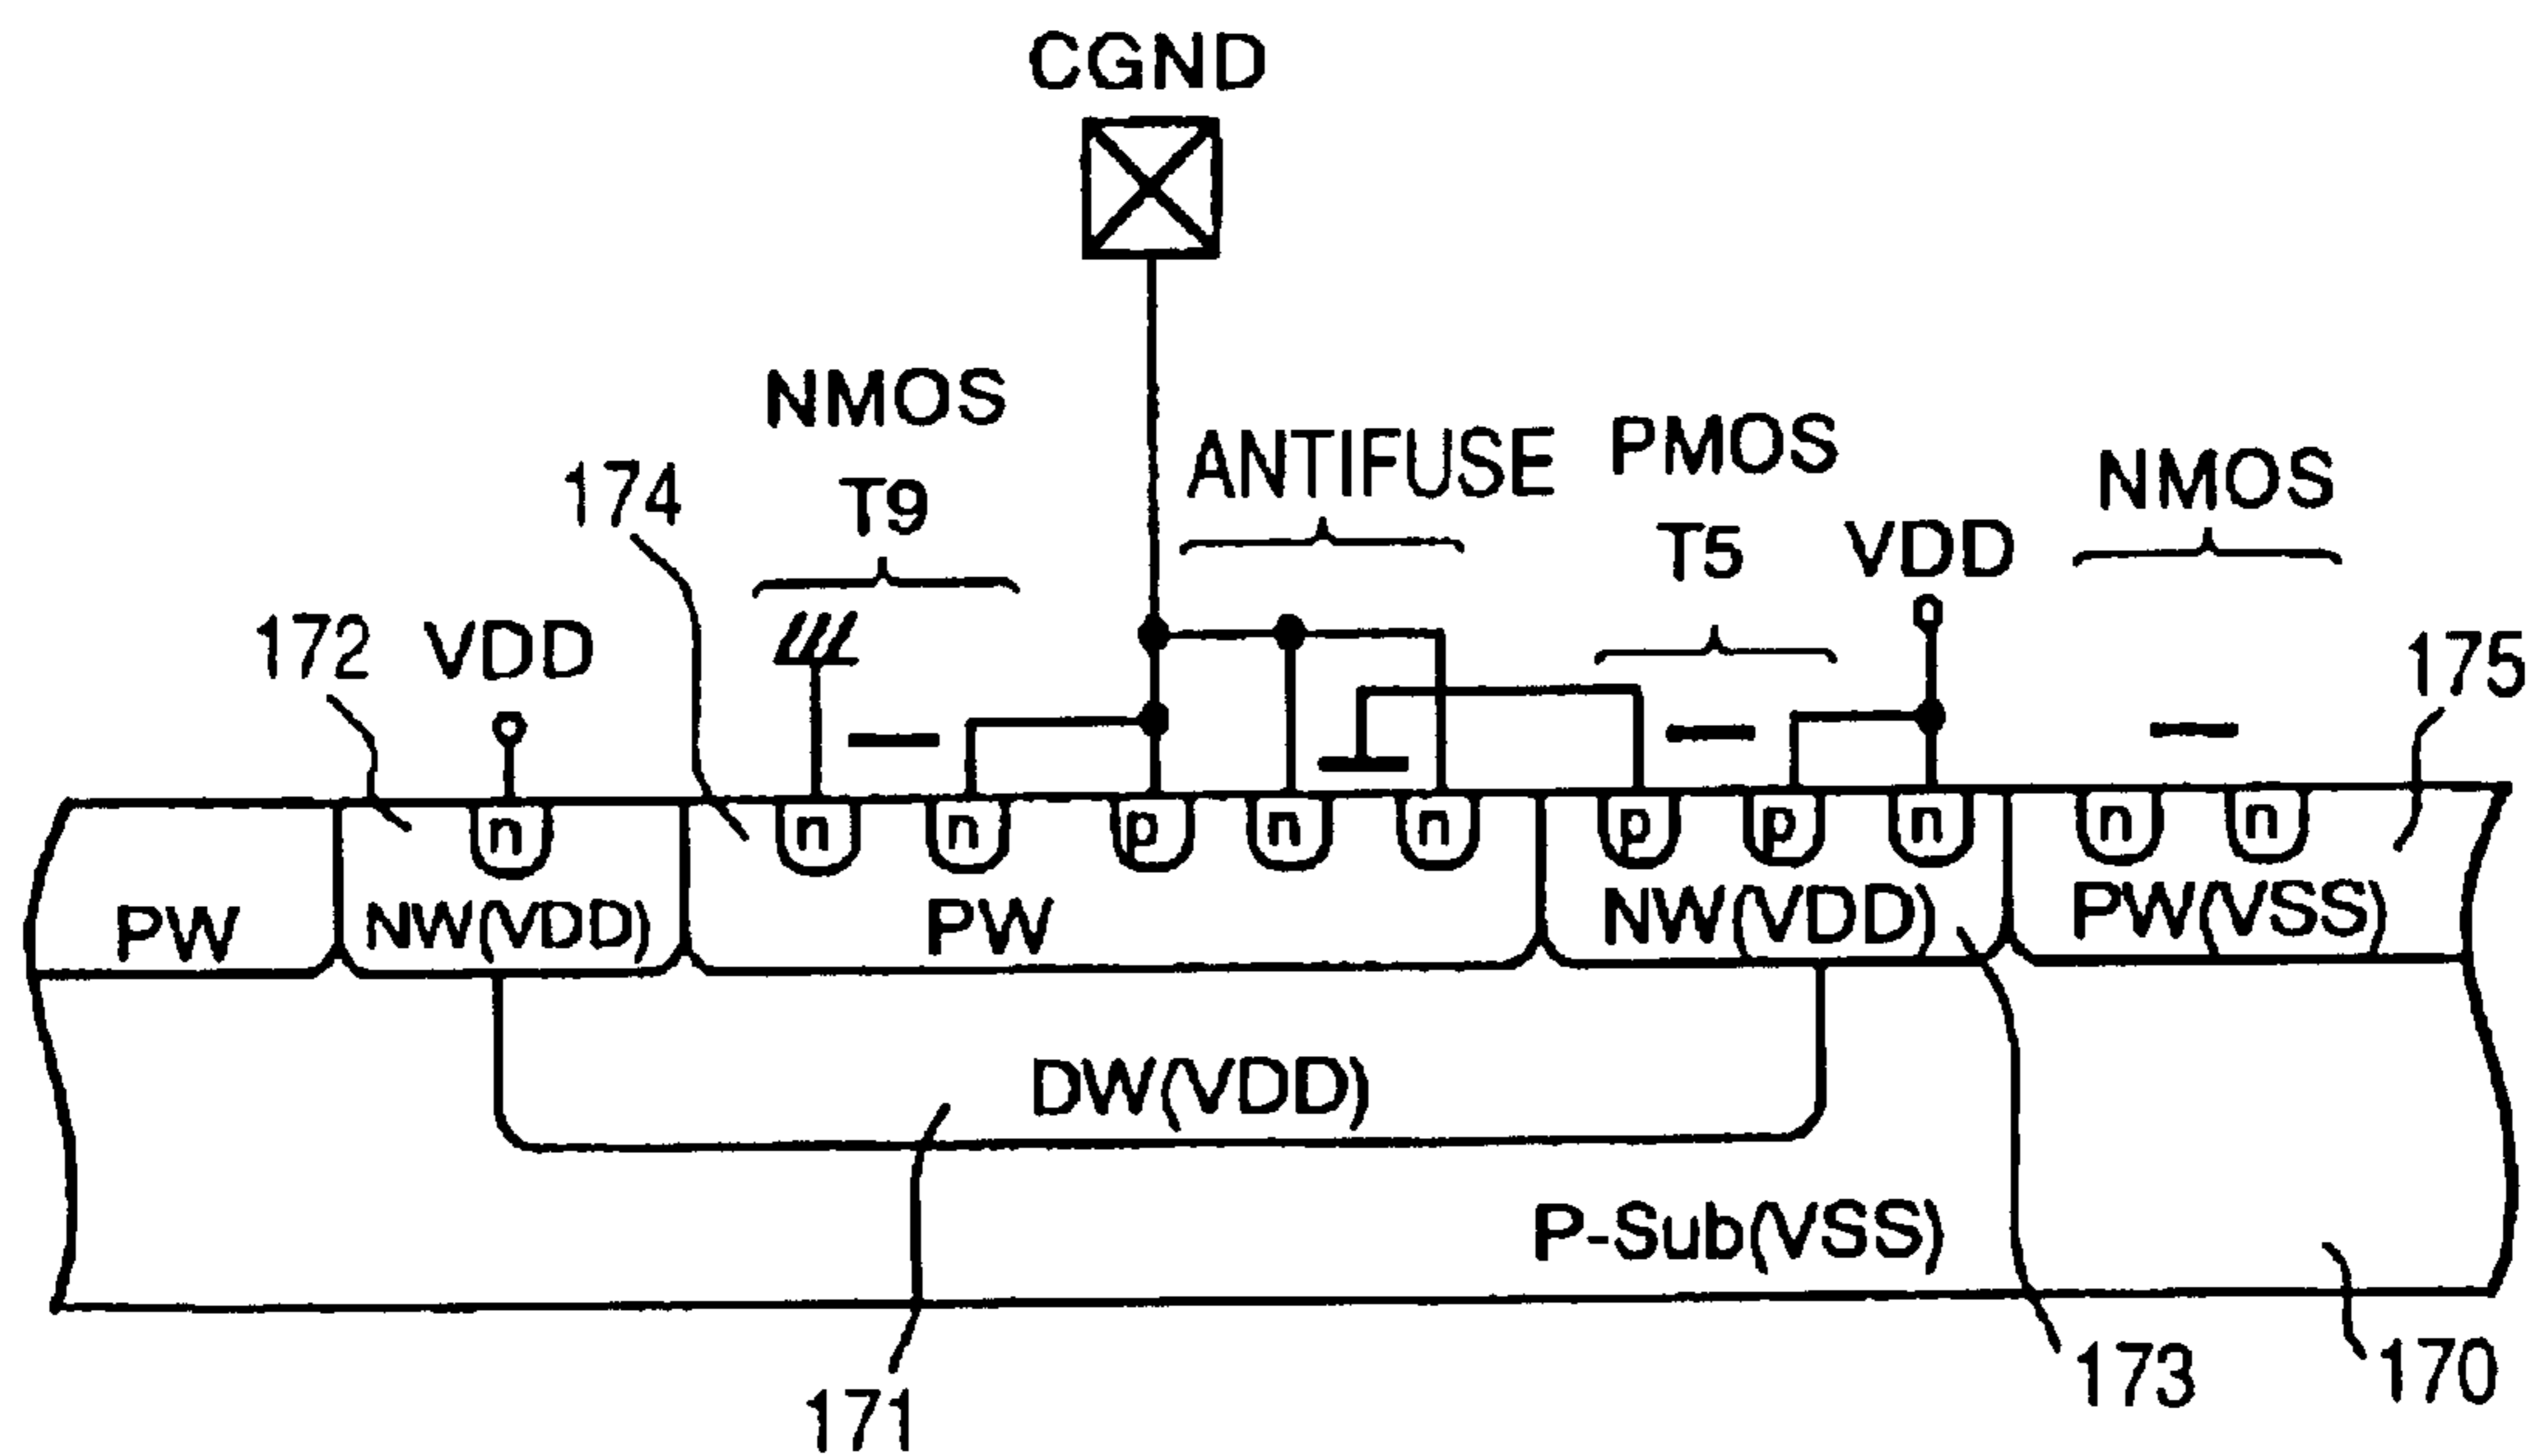 CGND
NMOS
T9
ANTIFUSE
PMOS
T5
NMOS
174
172
VDD
VDD
175
n
n
n
p
n
n
p
p
n
n
n
PW
NW(VDD)
PW
NW(VDD)
PW(VSS)
DW(VDD)
P-Sub(VSS)
171
173
170